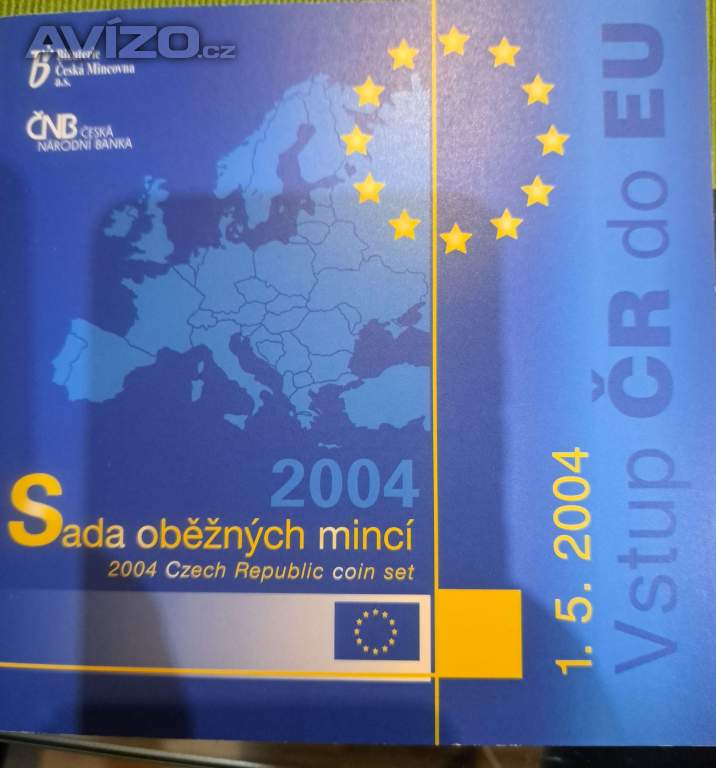 AVÍZO.cz
Bižuterie
Česká Mincovna
a.s.
ČNB ČESKÁ
NÁRODNÍ BANKA
2004
Sada oběžných mincí
2004 Czech Republic coin set
1. 5. 2004
Vstup ČR do EU